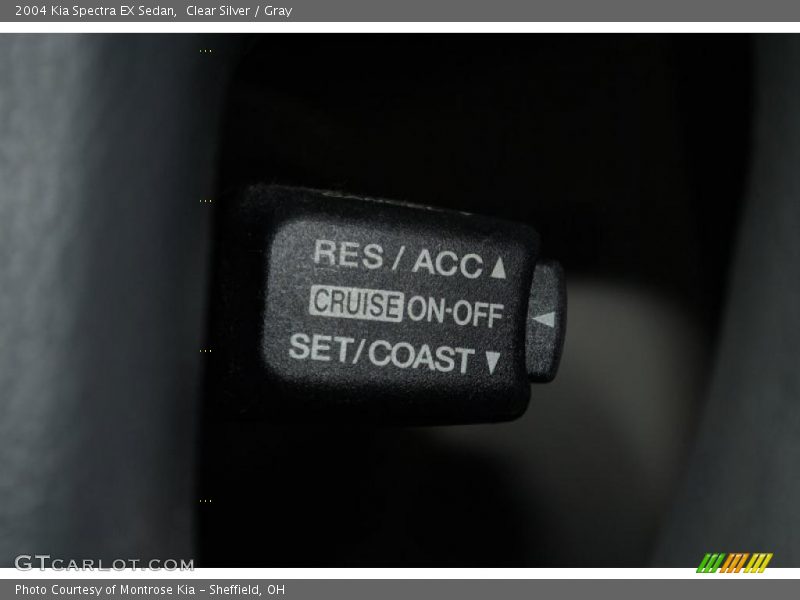 2004 Kia Spectra EX Sedan,  Clear Silver / Gray
RES / ACC ▲
CRUISE ON-OFF
SET/COAST ▼
GTCARLOT.COM
Photo Courtesy of Montrose Kia – Sheffield, OH